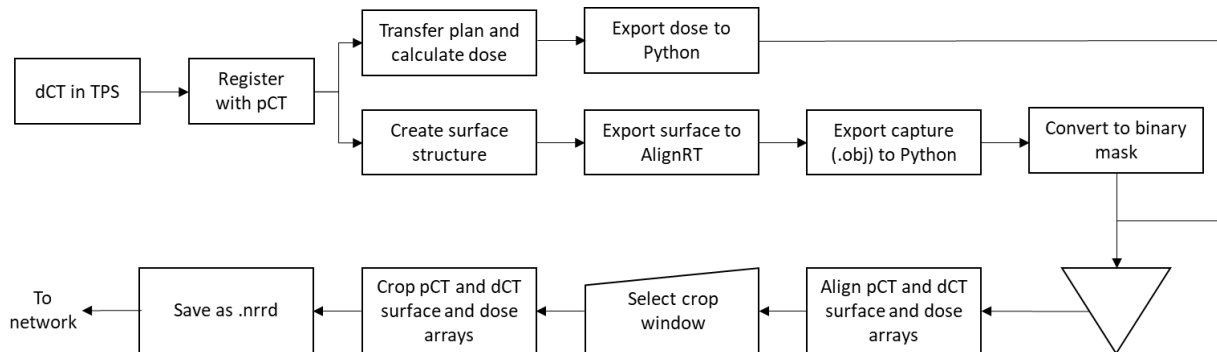 Transfer plan and
calculate dose
Export dose to
Python
dCT in TPS
Register
with pCT
Create surface
structure
Export surface to
AlignRT
Export capture
(.obj) to Python
Convert to binary
mask
To
network
Save as .nrrd
Crop pCT and dCT
surface and dose
arrays
Select crop
window
Align pCT and dCT
surface and dose
arrays